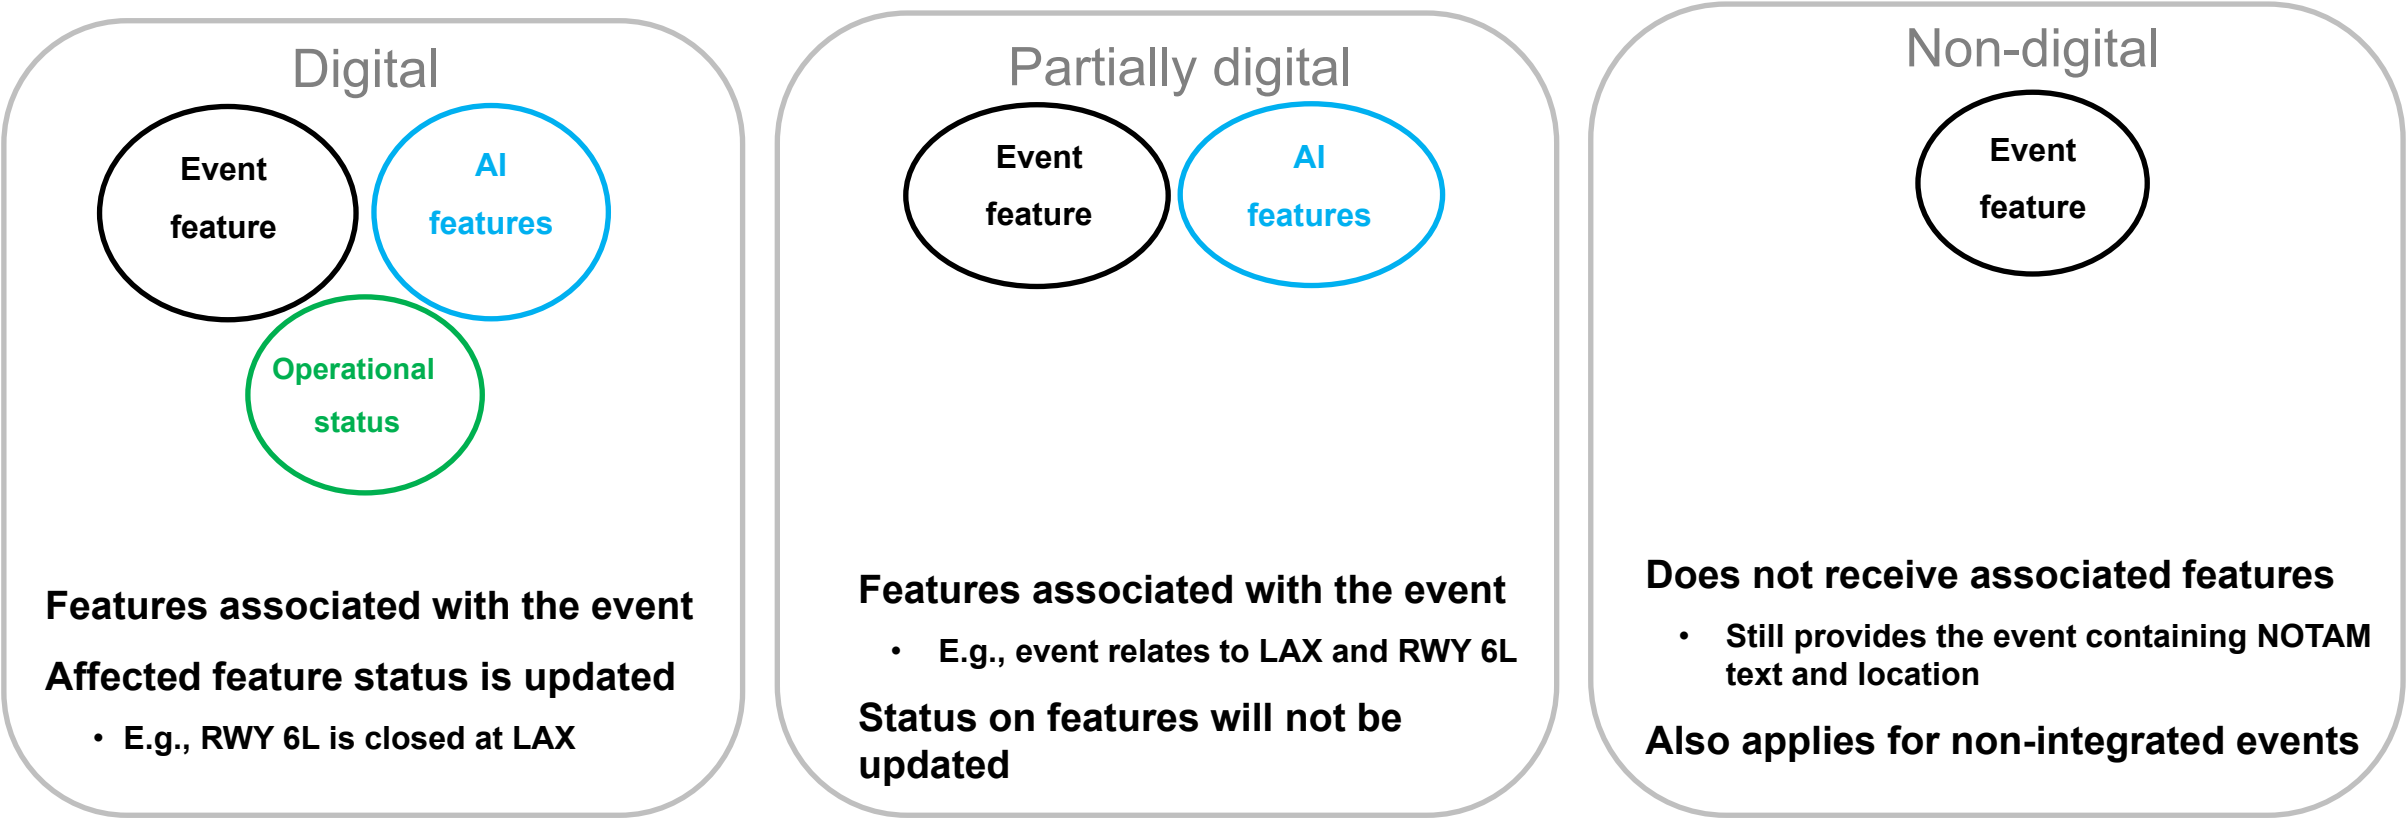 Digital
Event
feature
AI
features
Operational
status
Features associated with the event
Affected feature status is updated
• E.g., RWY 6L is closed at LAX
Partially digital
Event
feature
AI
features
Features associated with the event
• E.g., event relates to LAX and RWY 6L
Status on features will not be
updated
Non-digital
Event
feature
Does not receive associated features
• Still provides the event containing NOTAM
text and location
Also applies for non-integrated events